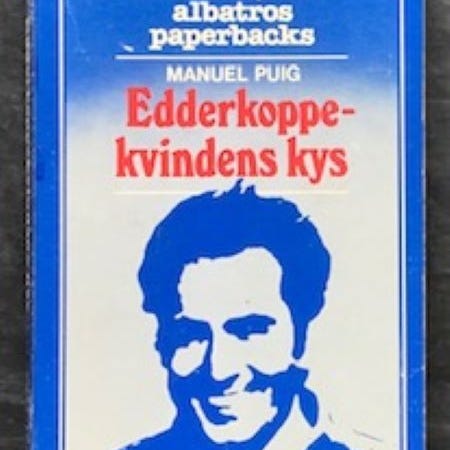 albatros
paperbacks
MANUEL PUIG
Edderkoppe-
kvindens kys